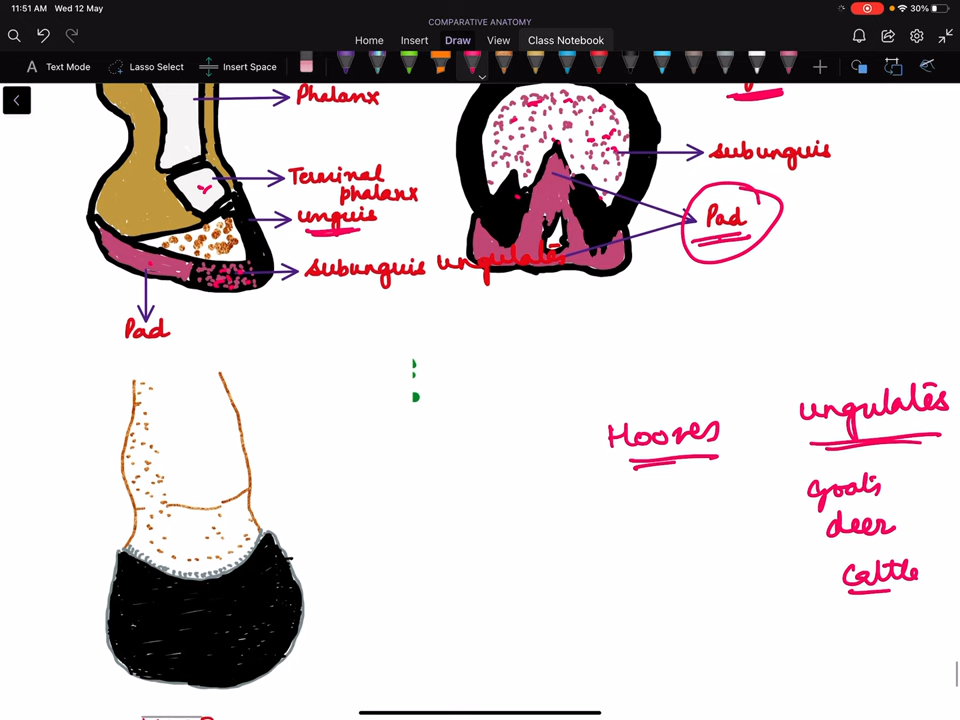 11:51 AM Wed 12 May
30%
COMPARATIVE ANATOMY
Home Insert Draw View Class Notebook
Text Mode Lasso Select Insert Space
Phalanx
Terminal
phalanx
unguis
subunguis
Pad
subunguis
Pad
ungulates
Hooves
ungulates
goats
deer
cattle